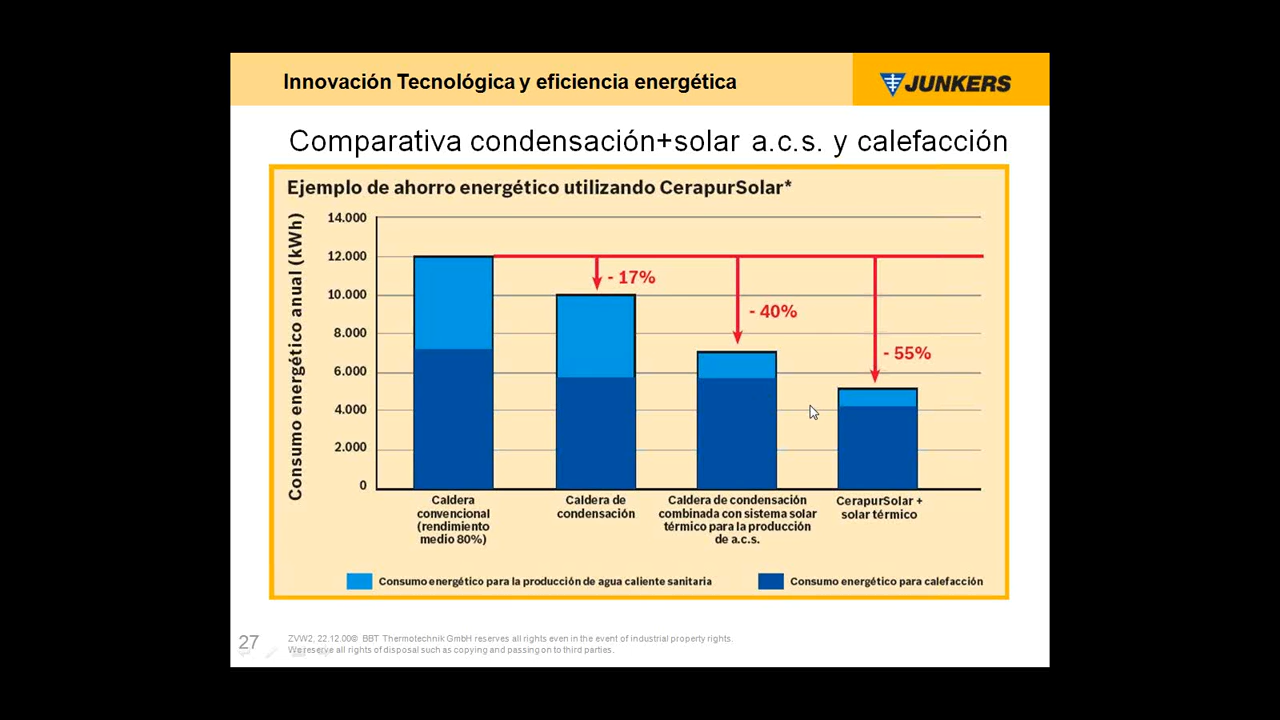 Innovación Tecnológica y eficiencia energética
JUNKERS
Comparativa condensación+solar a.c.s. y calefacción
Ejemplo de ahorro energético utilizando CerapurSolar*
Consumo energético anual (kWh)
14.000
12.000
10.000
8.000
6.000
4.000
2.000
0
- 17%
- 40%
- 55%
Caldera
convencional
(rendimiento
medio 80%)
Caldera de
condensación
Caldera de condensación
combinada con sistema solar
térmico para la producción
de a.c.s.
CerapurSolar +
solar térmico
Consumo energético para la producción de agua caliente sanitaria
Consumo energético para calefacción
27
ZVW2, 22.12.00© BBT Thermotechnik GmbH reserves all rights even in the event of industrial property rights.
We reserve all rights of disposal such as copying and passing on to third parties.